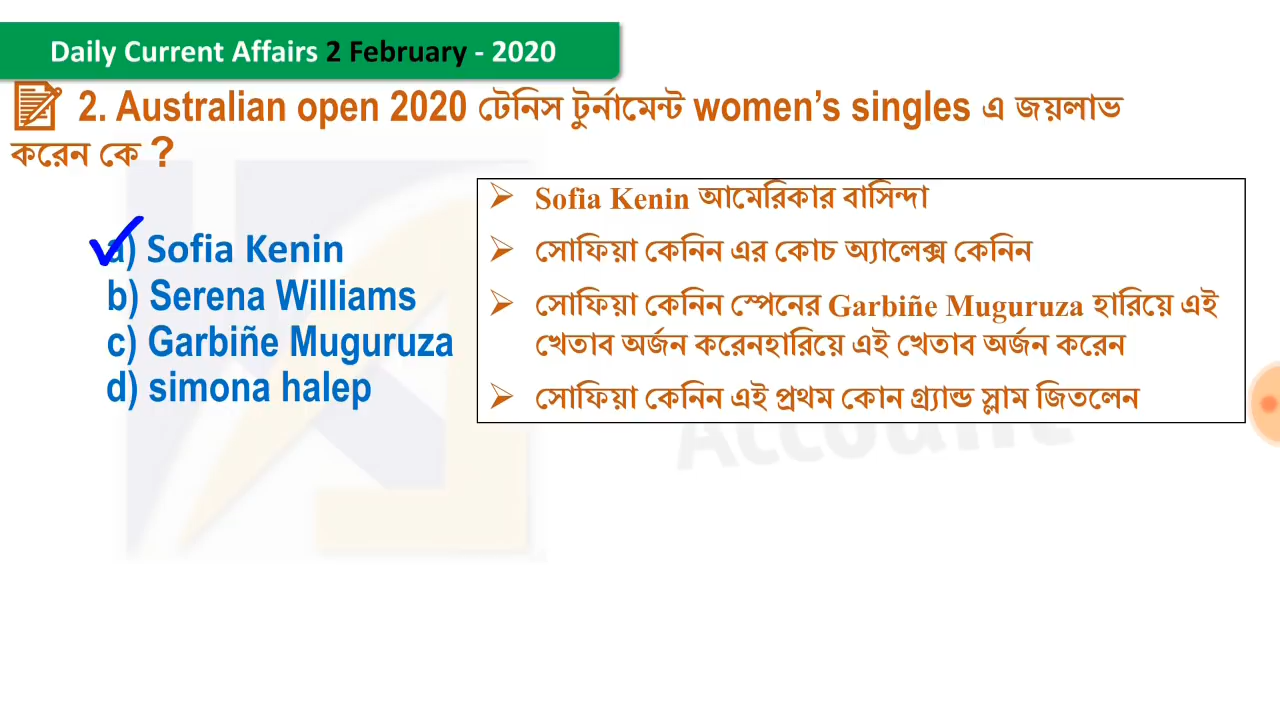 Daily Current Affairs 2 February - 2020
2. Australian open 2020 টেনিস টুর্নামেন্ট women’s singles এ জয়লাভ
করেন কে ?
a) Sofia Kenin
b) Serena Williams
c) Garbiñe Muguruza
d) simona halep
Sofia Kenin আমেরিকার বাসিন্দা
সোফিয়া কেনিন এর কোচ অ্যালেক্স কেনিন
সোফিয়া কেনিন স্পেনের Garbiñe Muguruza হারিয়ে এই
খেতাব অর্জন করেনহারিয়ে এই খেতাব অর্জন করেন
সোফিয়া কেনিন এই প্রথম কোন গ্র্যান্ড স্লাম জিতলেন
Account